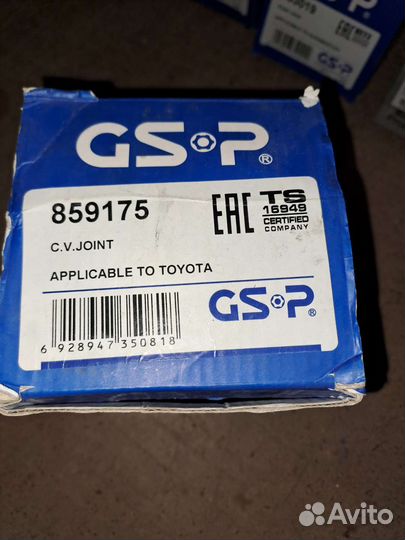 GSP®
859175
EAC
TS
16949
CERTIFIED
COMPANY
C.V.JOINT
APPLICABLE TO TOYOTA
GSP®
6 928947 350818
Avito